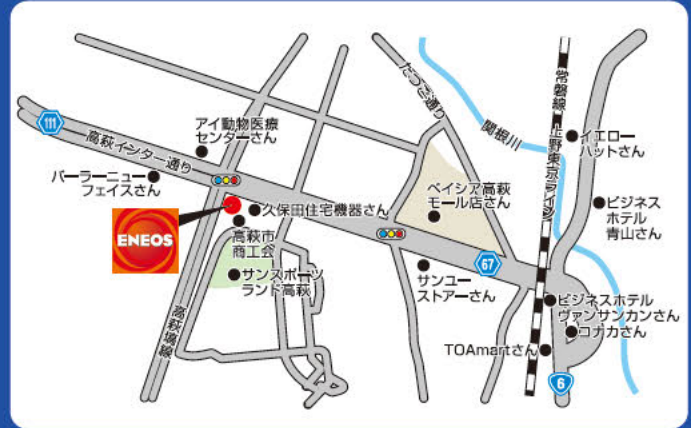 111
高萩インター通り
アイ動物医療
センターさん
パーラーニュー
フェイスさん
ENEOS
久保田住宅機器さん
高萩市
商工会
サンスポーツ
ランド高萩
高萩塙線
たつご通り
関根川
常磐線 上野東京ライン
イエロー
ハットさん
ベイシア高萩
モール店さん
ビジネス
ホテル
青山さん
67
サンユー
ストアーさん
ビジネスホテル
ヴァンサンカンさん
コナカさん
TOAmartさん
6